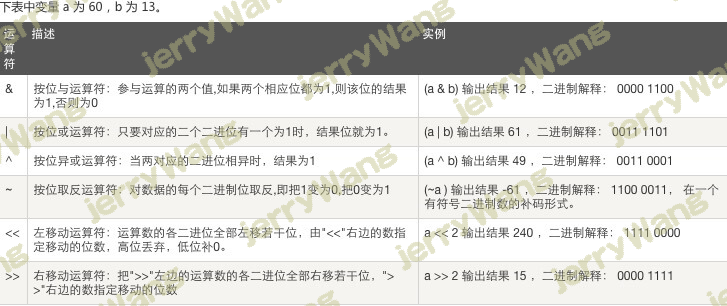 下表中变量 a 为 60，b 为 13。
运算符 描述 实例
& 按位与运算符：参与运算的两个值,如果两个相应位都为1,则该位的结果为1,否则为0 (a & b) 输出结果 12 ，二进制解释： 0000 1100
| 按位或运算符：只要对应的二个二进位有一个为1时，结果位就为1。 (a | b) 输出结果 61 ，二进制解释： 0011 1101
^ 按位异或运算符：当两对应的二进位相异时，结果为1 (a ^ b) 输出结果 49 ，二进制解释： 0011 0001
~ 按位取反运算符：对数据的每个二进制位取反,即把1变为0,把0变为1 (~a ) 输出结果 -61 ，二进制解释： 1100 0011， 在一个有符号二进制数的补码形式。
<< 左移动运算符：运算数的各二进位全部左移若干位，由"<<"右边的数指定移动的位数，高位丢弃，低位补0。 a << 2 输出结果 240 ，二进制解释： 1111 0000
>> 右移动运算符：把">>"左边的运算数的各二进位全部右移若干位，">>"右边的数指定移动的位数 a >> 2 输出结果 15 ，二进制解释： 0000 1111
jerryWang